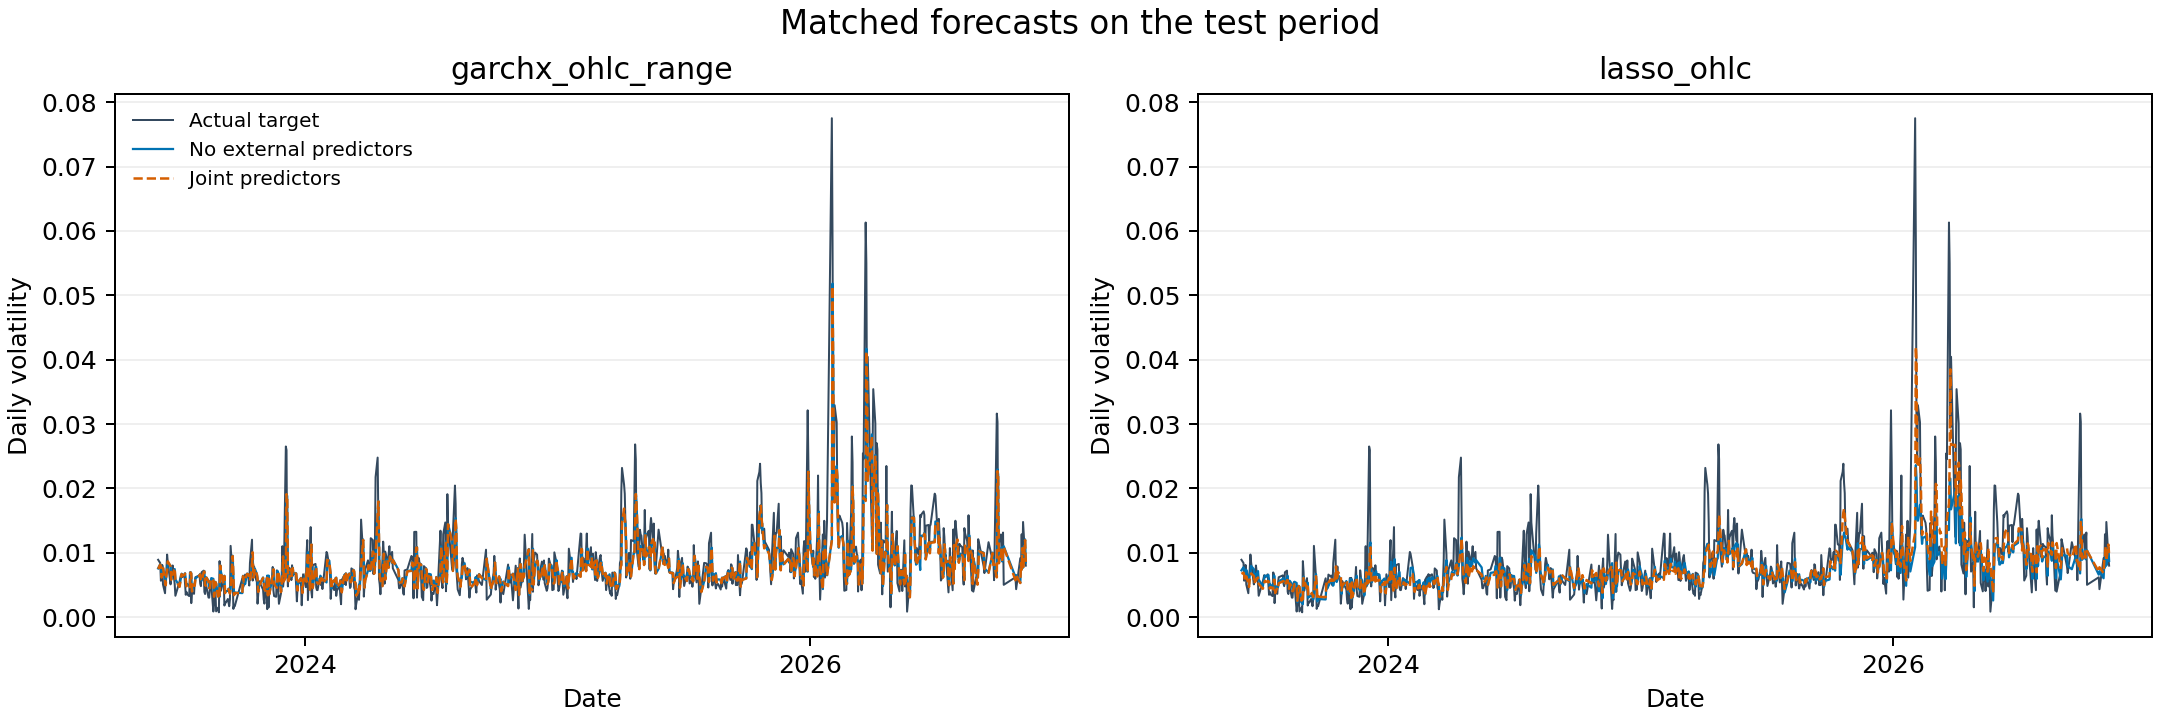 Matched forecasts on the test period
garchx_ohlc_range
0.08
0.07
0.06
0.05
0.04
0.03
0.02
0.01
0.00
Daily volatility
Actual target
No external predictors
Joint predictors
2024
2026
Date
lasso_ohlc
0.08
0.07
0.06
0.05
0.04
0.03
0.02
0.01
0.00
Daily volatility
2024
2026
Date